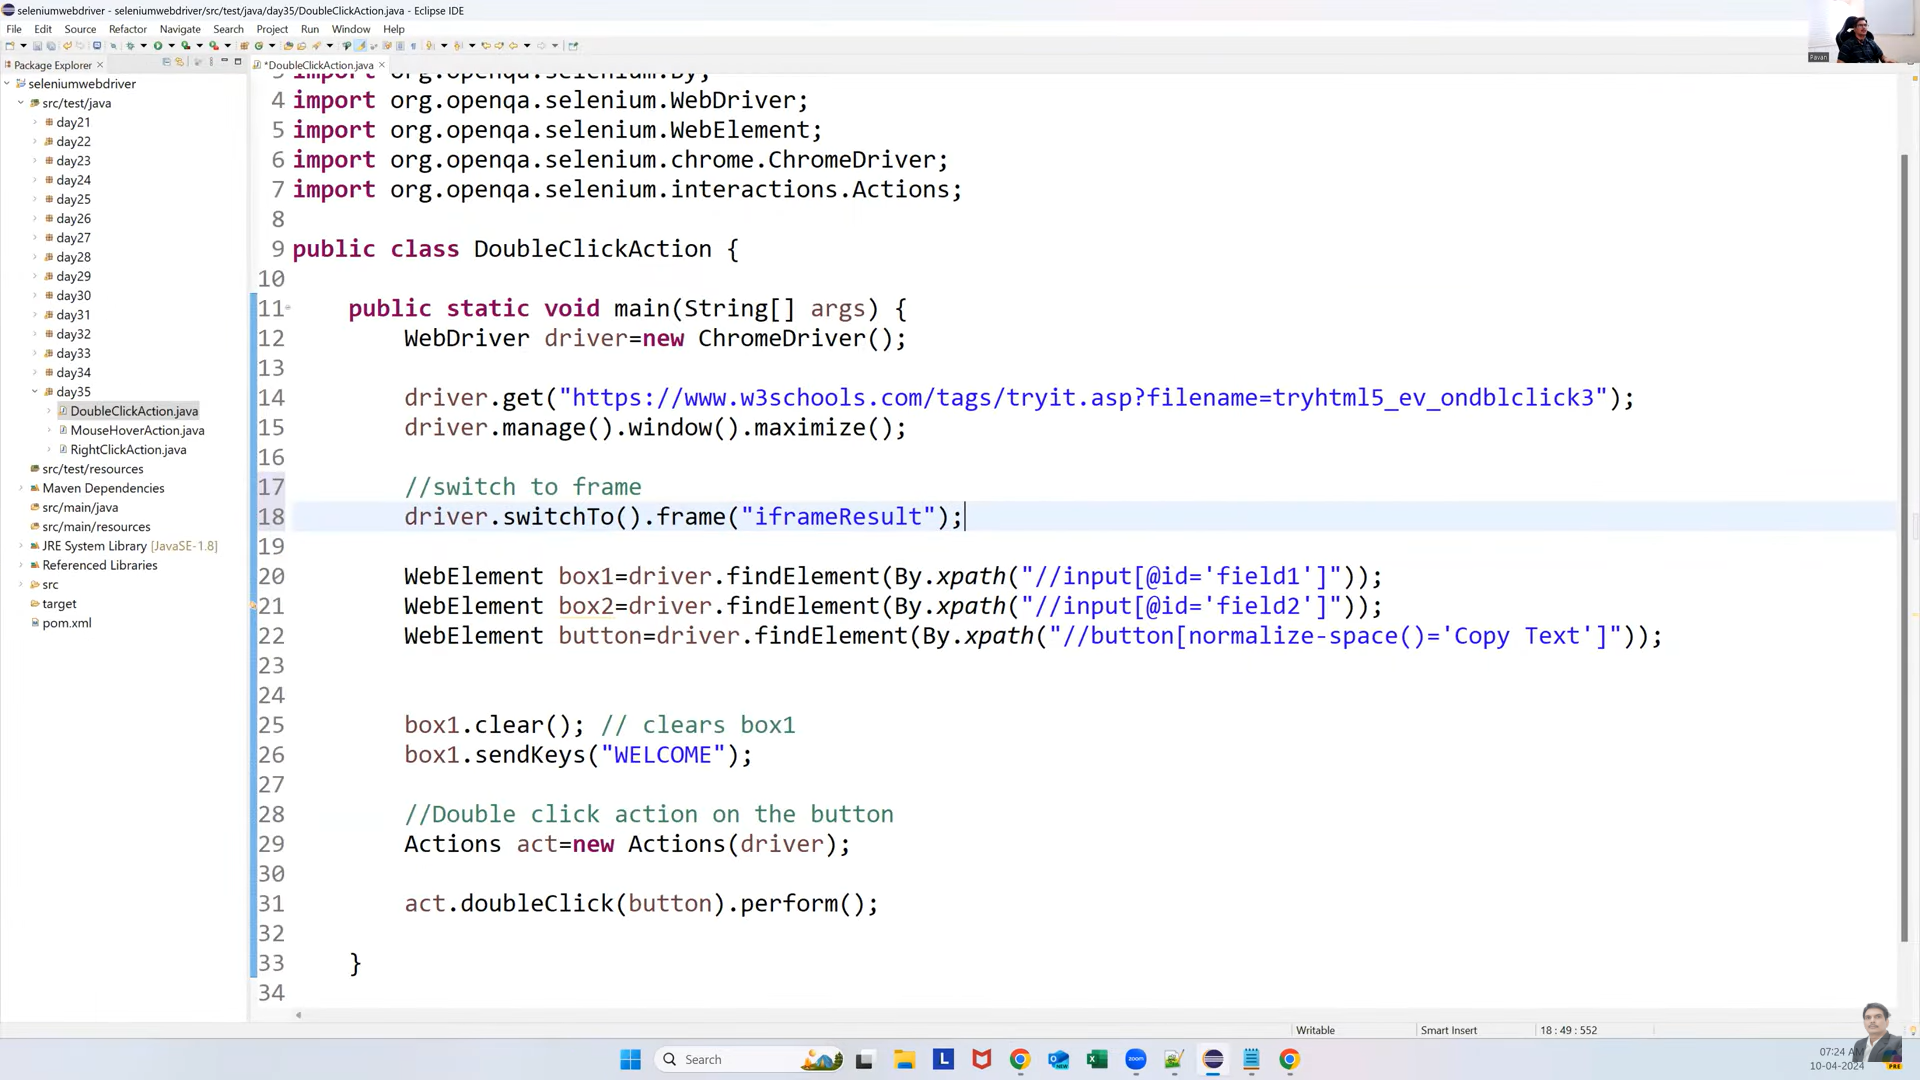 seleniumwebdriver - seleniumwebdriver/src/test/java/day35/DoubleClickAction.java - Eclipse IDE
File Edit Source Refactor Navigate Search Project Run Window Help
Pavan
Package Explorer
*DoubleClickAction.java
seleniumwebdriver
src/test/java
day21
day22
day23
day24
day25
day26
day27
day28
day29
day30
day31
day32
day33
day34
day35
DoubleClickAction.java
MouseHoverAction.java
RightClickAction.java
src/test/resources
Maven Dependencies
src/main/java
src/main/resources
JRE System Library [JavaSE-1.8]
Referenced Libraries
src
target
pom.xml
3 import org.openqa.selenium.By;
4 import org.openqa.selenium.WebDriver;
5 import org.openqa.selenium.WebElement;
6 import org.openqa.selenium.chrome.ChromeDriver;
7 import org.openqa.selenium.interactions.Actions;
8
9 public class DoubleClickAction {
10
11 public static void main(String[] args) {
12 WebDriver driver=new ChromeDriver();
13
14 driver.get("https://www.w3schools.com/tags/tryit.asp?filename=tryhtml5_ev_ondblclick3");
15 driver.manage().window().maximize();
16
17 //switch to frame
18 driver.switchTo().frame("iframeResult");
19
20 WebElement box1=driver.findElement(By.xpath("//input[@id='field1']"));
21 WebElement box2=driver.findElement(By.xpath("//input[@id='field2']"));
22 WebElement button=driver.findElement(By.xpath("//button[normalize-space()='Copy Text']"));
23
24
25 box1.clear(); // clears box1
26 box1.sendKeys("WELCOME");
27
28 //Double click action on the button
29 Actions act=new Actions(driver);
30
31 act.doubleClick(button).perform();
32
33 }
34
Writable Smart Insert 18 : 49 : 552
Search
zoom
07:24 
10-04-2024
PRE